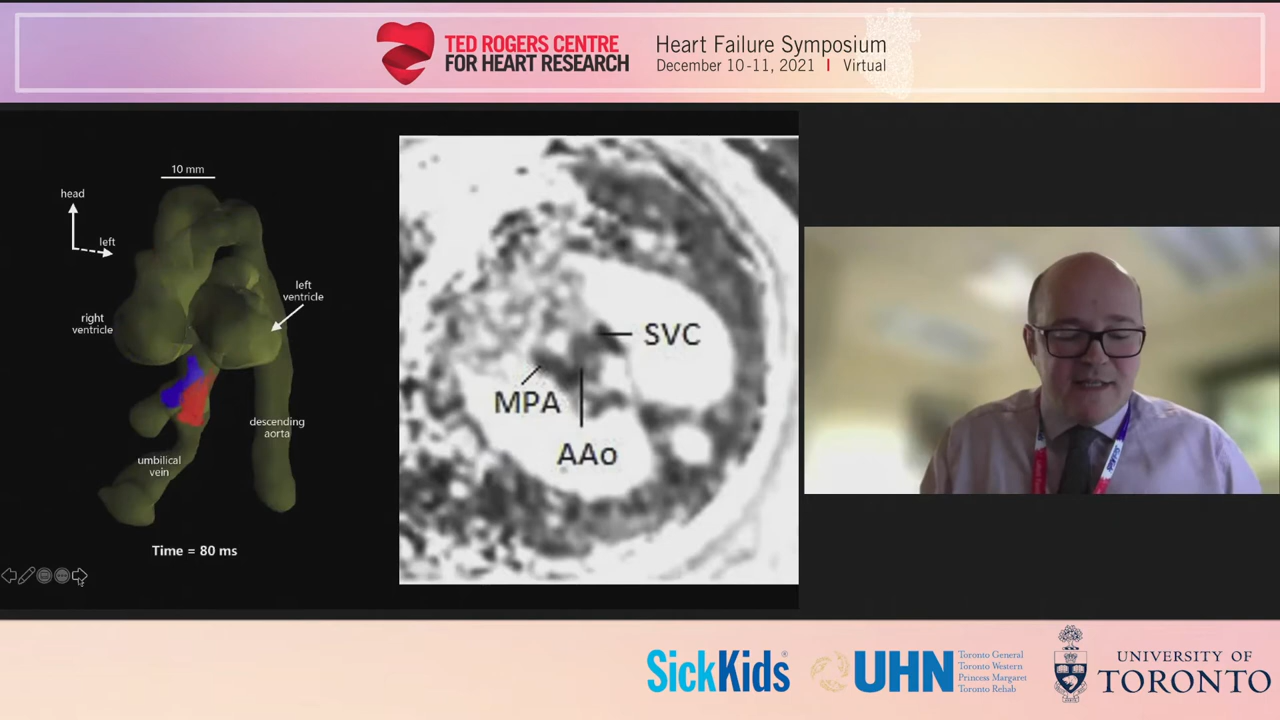 TED ROGERS CENTRE
FOR HEART RESEARCH
Heart Failure Symposium
December 10-11, 2021 | Virtual
10 mm
head
left
left
ventricle
right
ventricle
descending
aorta
umbilical
vein
Time = 80 ms
SVC
MPA
AAo
SickKids®
UHN
Toronto General
Toronto Western
Princess Margaret
Toronto Rehab
UNIVERSITY OF
TORONTO